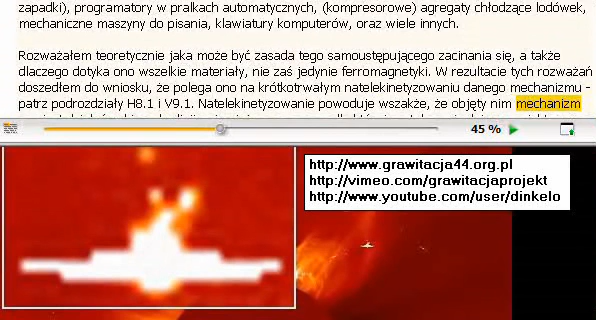 zapadki), programatory w pralkach automatycznych, (kompresorowe) agregaty chłodzące lodówek,
mechaniczne maszyny do pisania, klawiatury komputerów, oraz wiele innych.
Rozważałem teoretycznie jaka może być zasada tego samoustępującego zacinania się, a także
dlaczego dotyka ono wszelkie materiały, nie zaś jedynie ferromagnetyki. W rezultacie tych rozważań
doszedłem do wniosku, że polega ono na krótkotrwałym natelekinetyzowaniu danego mechanizmu -
patrz podrozdziały H8.1 i V9.1. Natelekinetyzowanie powoduje wszakże, że objęty nim mechanizm
45 %
http://www.grawitacja44.org.pl
http://vimeo.com/grawitacjaprojekt
http://www.youtube.com/user/dinkelo